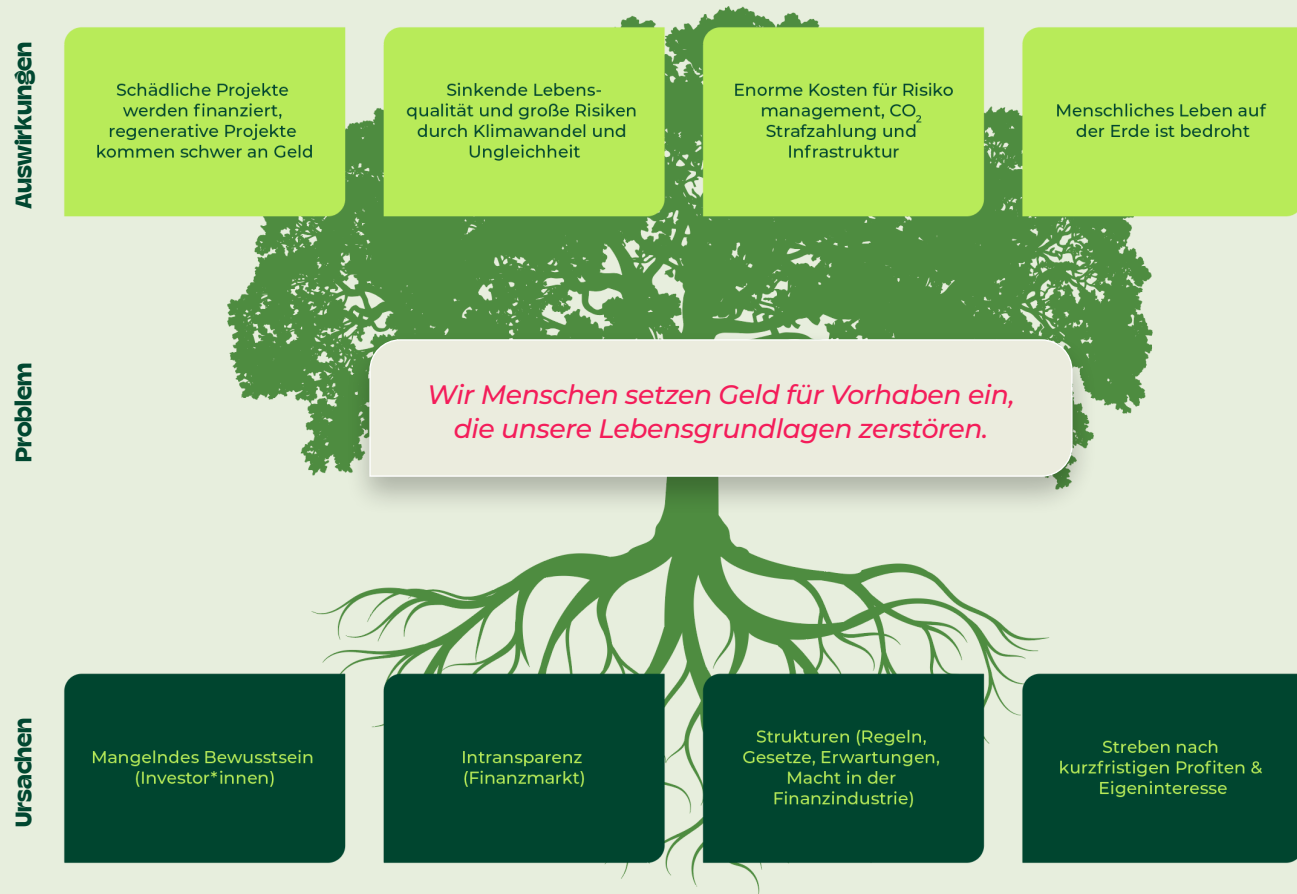 Auswirkungen
Schädliche Projekte
werden finanziert,
regenerative Projekte
kommen schwer an Geld
Sinkende Lebens-
qualität und große Risiken
durch Klimawandel und
Ungleichheit
Enorme Kosten für Risiko
management, CO₂
Strafzahlung und
Infrastruktur
Menschliches Leben auf
der Erde ist bedroht
Problem
Wir Menschen setzen Geld für Vorhaben ein,
die unsere Lebensgrundlagen zerstören.
Ursachen
Mangelndes Bewusstsein
(Investor*innen)
Intransparenz
(Finanzmarkt)
Strukturen (Regeln,
Gesetze, Erwartungen,
Macht in der
Finanzindustrie)
Streben nach
kurzfristigen Profiten &
Eigeninteresse